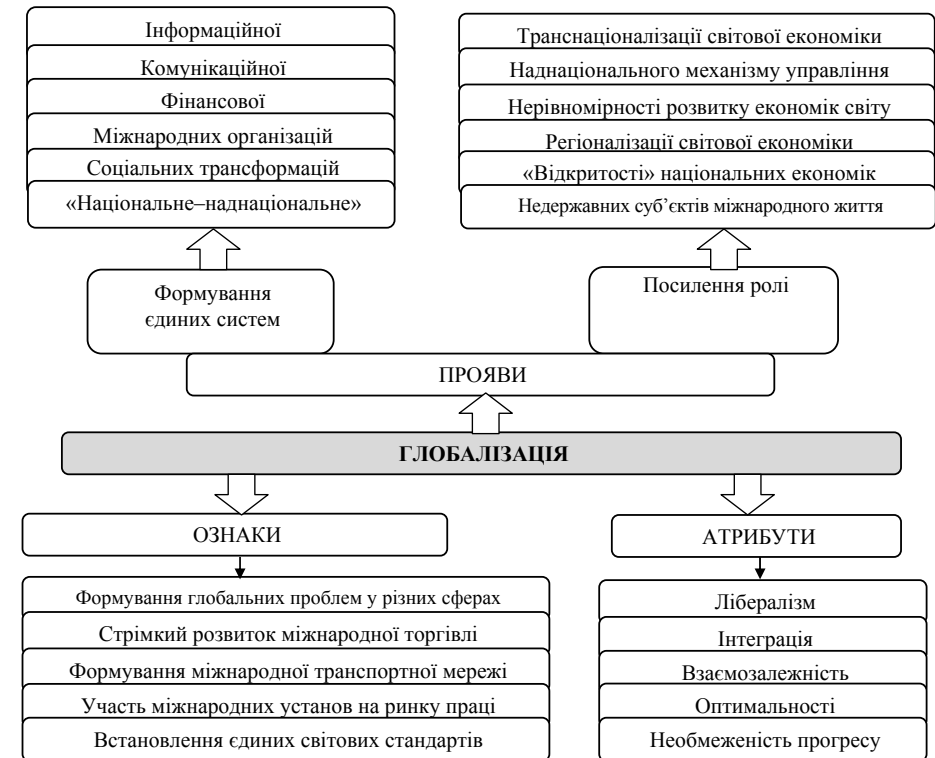 Інформаційної
Комунікаційної
Фінансової
Міжнародних організацій
Соціальних трансформацій
«Національне–наднаціональне»
Транснаціоналізації світової економіки
Наднаціонального механізму управління
Нерівномірності розвитку економік світу
Регіоналізації світової економіки
«Відкритості» національних економік
Недержавних суб’єктів міжнародного життя
Формування
єдиних систем
Посилення ролі
ПРОЯВИ
ГЛОБАЛІЗАЦІЯ
ОЗНАКИ
Формування глобальних проблем у різних сферах
Стрімкий розвиток міжнародної торгівлі
Формування міжнародної транспортної мережі
Участь міжнародних установ на ринку праці
Встановлення єдиних світових стандартів
АТРИБУТИ
Лібералізм
Інтеграція
Взаємозалежність
Оптимальності
Необмеженість прогресу